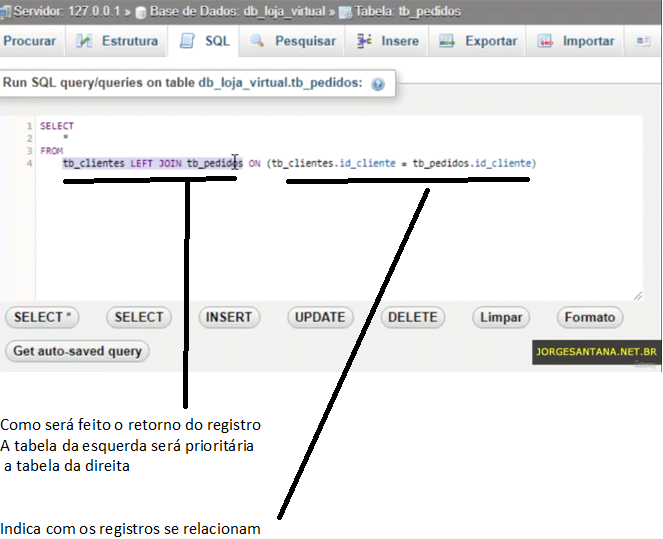 Servidor: 127.0.0.1 » Base de Dados: db_loja_virtual » Tabela: tb_pedidos
Procurar Estrutura SQL Pesquisar Insere Exportar Importar
Run SQL query/queries on table db_loja_virtual.tb_pedidos:
1 SELECT
2 *
3 FROM
4 tb_clientes LEFT JOIN tb_pedidos ON (tb_clientes.id_cliente = tb_pedidos.id_cliente)
SELECT * SELECT INSERT UPDATE DELETE Limpar Formato
Get auto-saved query
JORGESANTANA.NET.BR
Como será feito o retorno do registro
A tabela da esquerda será prioritária
a tabela da direita
Indica com os registros se relacionam